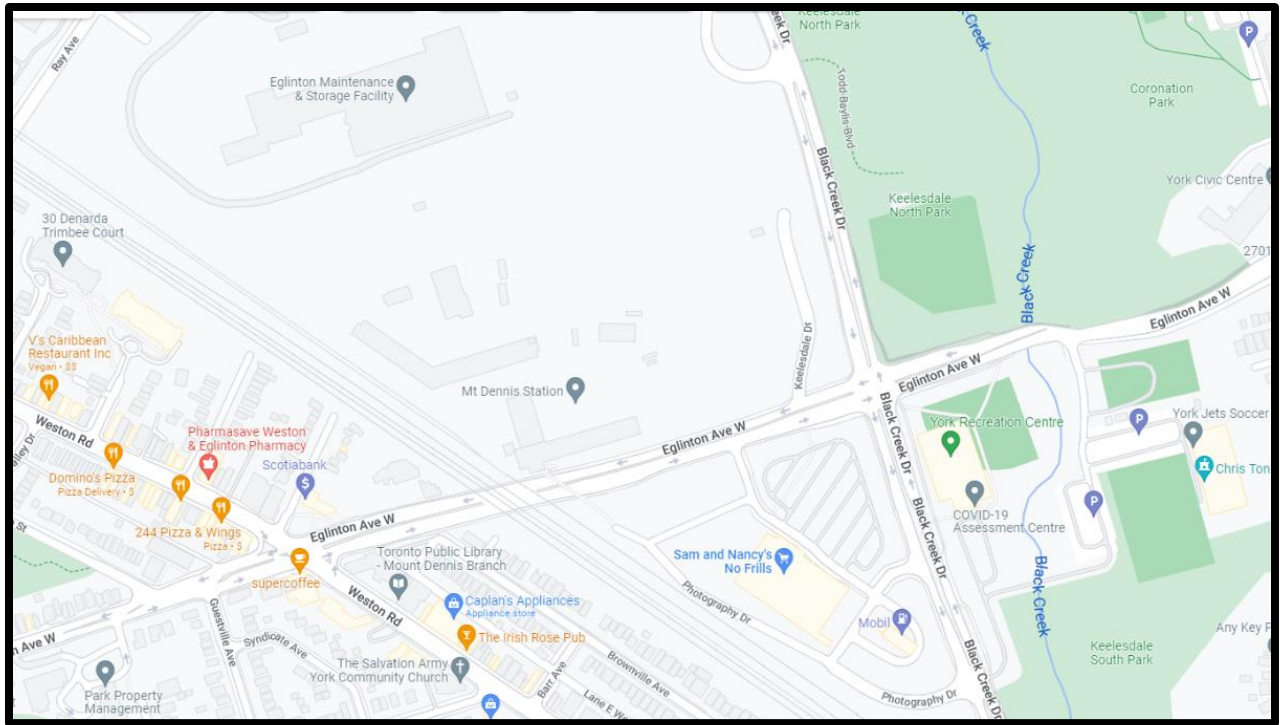 Ray Ave
Eglinton Maintenance
& Storage Facility
Keelesdale
North Park
Black Creek
P
Todd Baylis Blvd
Coronation
Park
Black Creek Dr
York Civic Centre
Keelesdale
North Park
30 Denarda
Trimbee Court
2701
Black Creek
Eglinton Ave W
V's Caribbean
Restaurant Inc
Vegan • $$
Keelesdale Dr
Mt Dennis Station
Eglinton Ave W
Black Creek Dr
Weston Rd
Pharmasave Weston
& Eglinton Pharmacy
Eglinton Ave W
York Recreation Centre
P
York Jets Soccer
Scotiabank
$
Domino's Pizza
Pizza Delivery • $
Chris Ton
244 Pizza & Wings
Pizza • $
Eglinton Ave W
Black Creek Dr
COVID-19
Assessment Centre
P
St
Toronto Public Library
- Mount Dennis Branch
Sam and Nancy's
No Frills
supercoffee
Weston Rd
Caplan's Appliances
Appliance store
Photography Dr
Black Creek
Guestville Ave
Syndicate Ave
The Irish Rose Pub
Mobil
Any Key P
Ave W
The Salvation Army
York Community Church
Brownville Ave
Barr Ave
Black Creek Dr
Keelesdale
South Park
Park Property
Management
Lane E We
Photography Dr